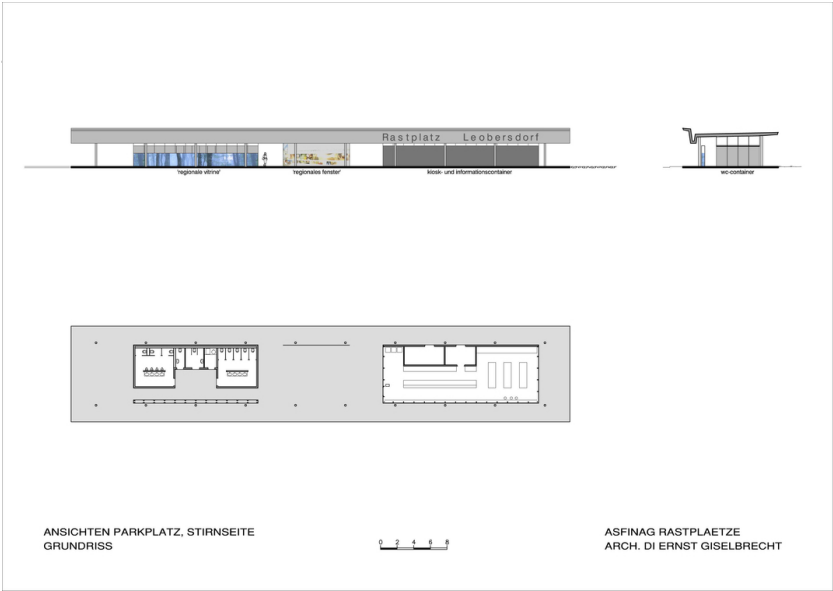 Rastplatz Leobersdorf
'regionale vitrine' 'regionales fenster' kiosk- und informationscontainer wc-container
ANSICHTEN PARKPLATZ, STIRNSEITE
GRUNDRISS
0 2 4 6 8
ASFINAG RASTPLAETZE
ARCH. DI ERNST GISELBRECHT